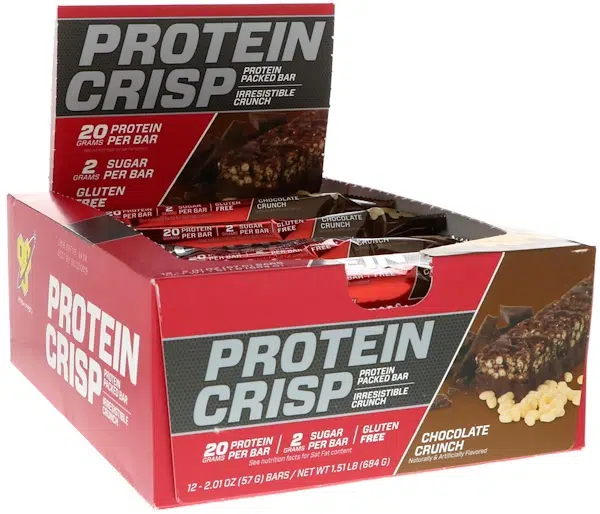 PROTEIN
CRISP
PROTEIN
PACKED BAR
IRRESISTIBLE
CRUNCH
20 GRAMS PROTEIN PER BAR
2 GRAMS SUGAR PER BAR
GLUTEN
FREE
20 PROTEIN PER BAR
2 GRAMS SUGAR PER BAR
GLUTEN FREE
CHOCOLATE
CRUNCH
20 GRAMS PROTEIN PER BAR
2 GRAMS SUGAR PER BAR
GLUTEN FREE
CHOCOLATE
CRUNCH
PROTEIN
CRISP
PROTEIN
PACKED BAR
IRRESISTIBLE
CRUNCH
PROTEIN
CRISP
PROTEIN
PACKED BAR
IRRESISTIBLE
CRUNCH
20 GRAMS PROTEIN PER BAR
2 GRAMS SUGAR PER BAR
GLUTEN FREE
See nutrition facts for Sat Fat content
12 - 2.01 OZ (57 G) BARS / NET WT 1.51 LB (684 G)
CHOCOLATE
CRUNCH
Naturally & Artificially Flavored